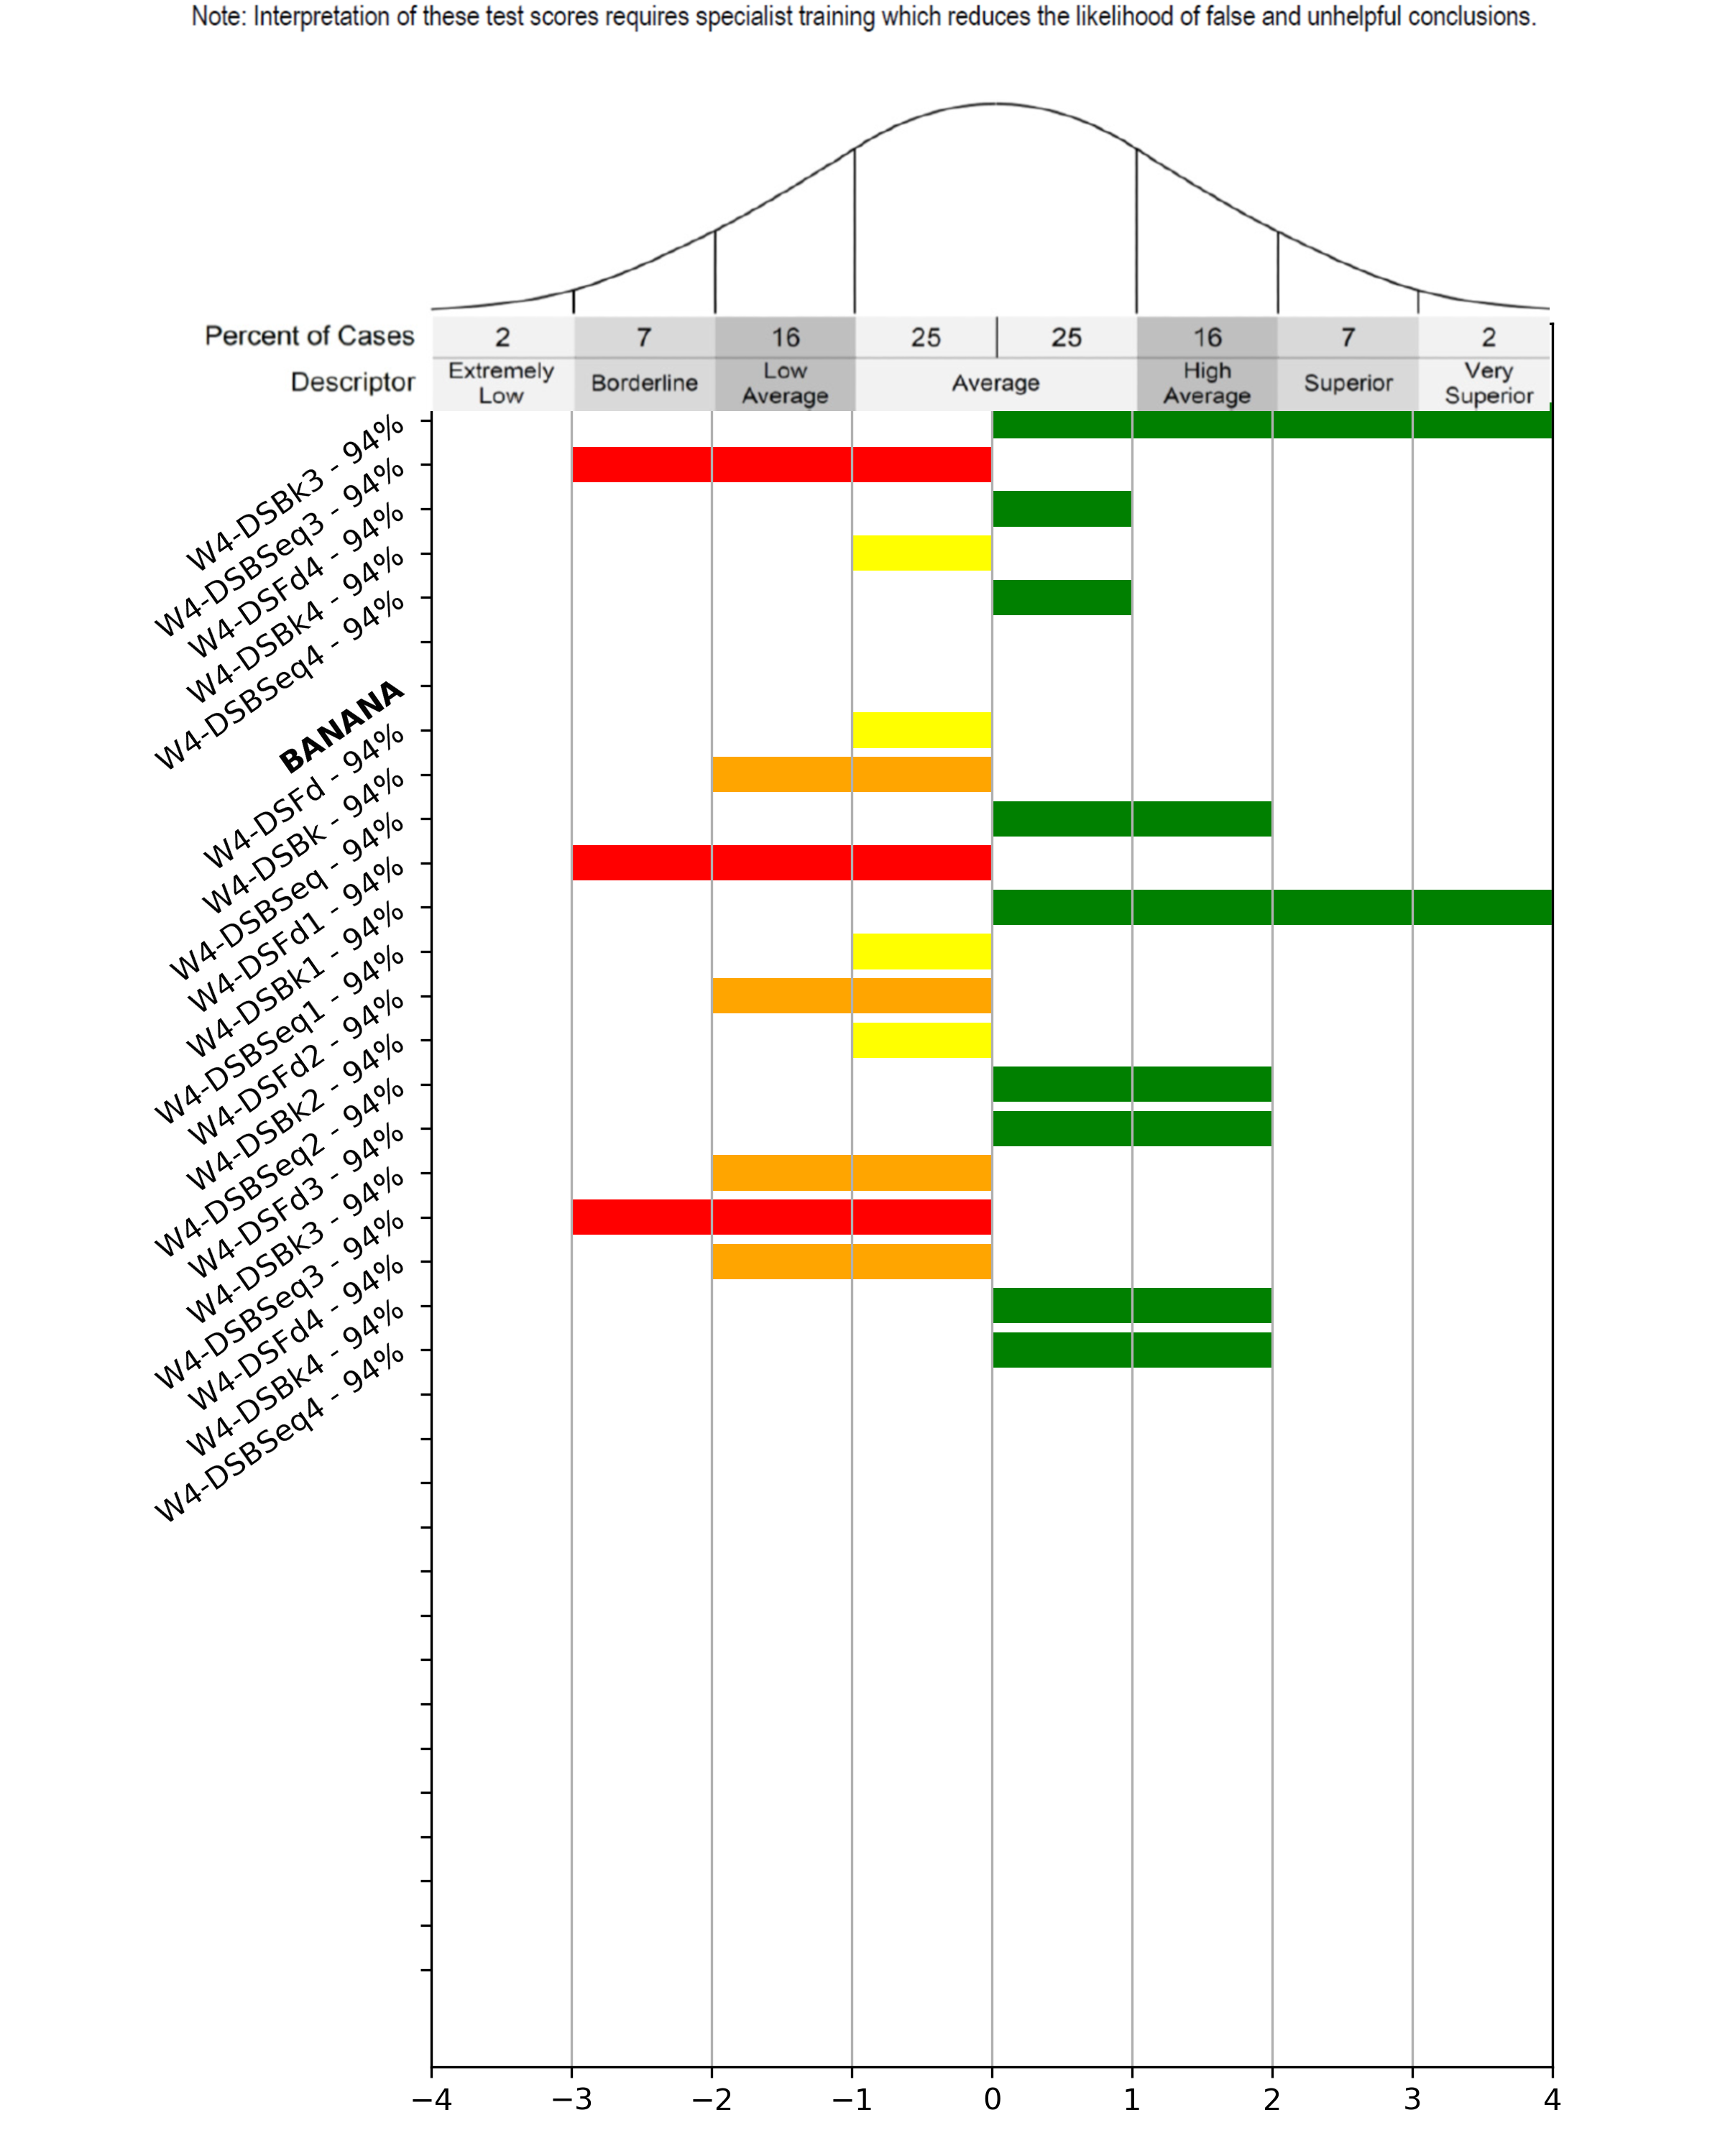 Note: Interpretation of these test scores requires specialist training which reduces the likelihood of false and unhelpful conclusions.
Percent of Cases 2 7 16 25 25 16 7 2
Descriptor Extremely Low Borderline Low Average Average High Average Superior Very Superior
W4-DSBk3 - 94%
W4-DSBSeq3 - 94%
W4-DSFd4 - 94%
W4-DSBk4 - 94%
W4-DSBSeq4 - 94%
BANANA
W4-DSFd - 94%
W4-DSBk - 94%
W4-DSBSeq - 94%
W4-DSFd1 - 94%
W4-DSBk1 - 94%
W4-DSBSeq1 - 94%
W4-DSFd2 - 94%
W4-DSBk2 - 94%
W4-DSBSeq2 - 94%
W4-DSFd3 - 94%
W4-DSBk3 - 94%
W4-DSBSeq3 - 94%
W4-DSFd4 - 94%
W4-DSBk4 - 94%
W4-DSBSeq4 - 94%
−4 −3 −2 −1 0 1 2 3 4